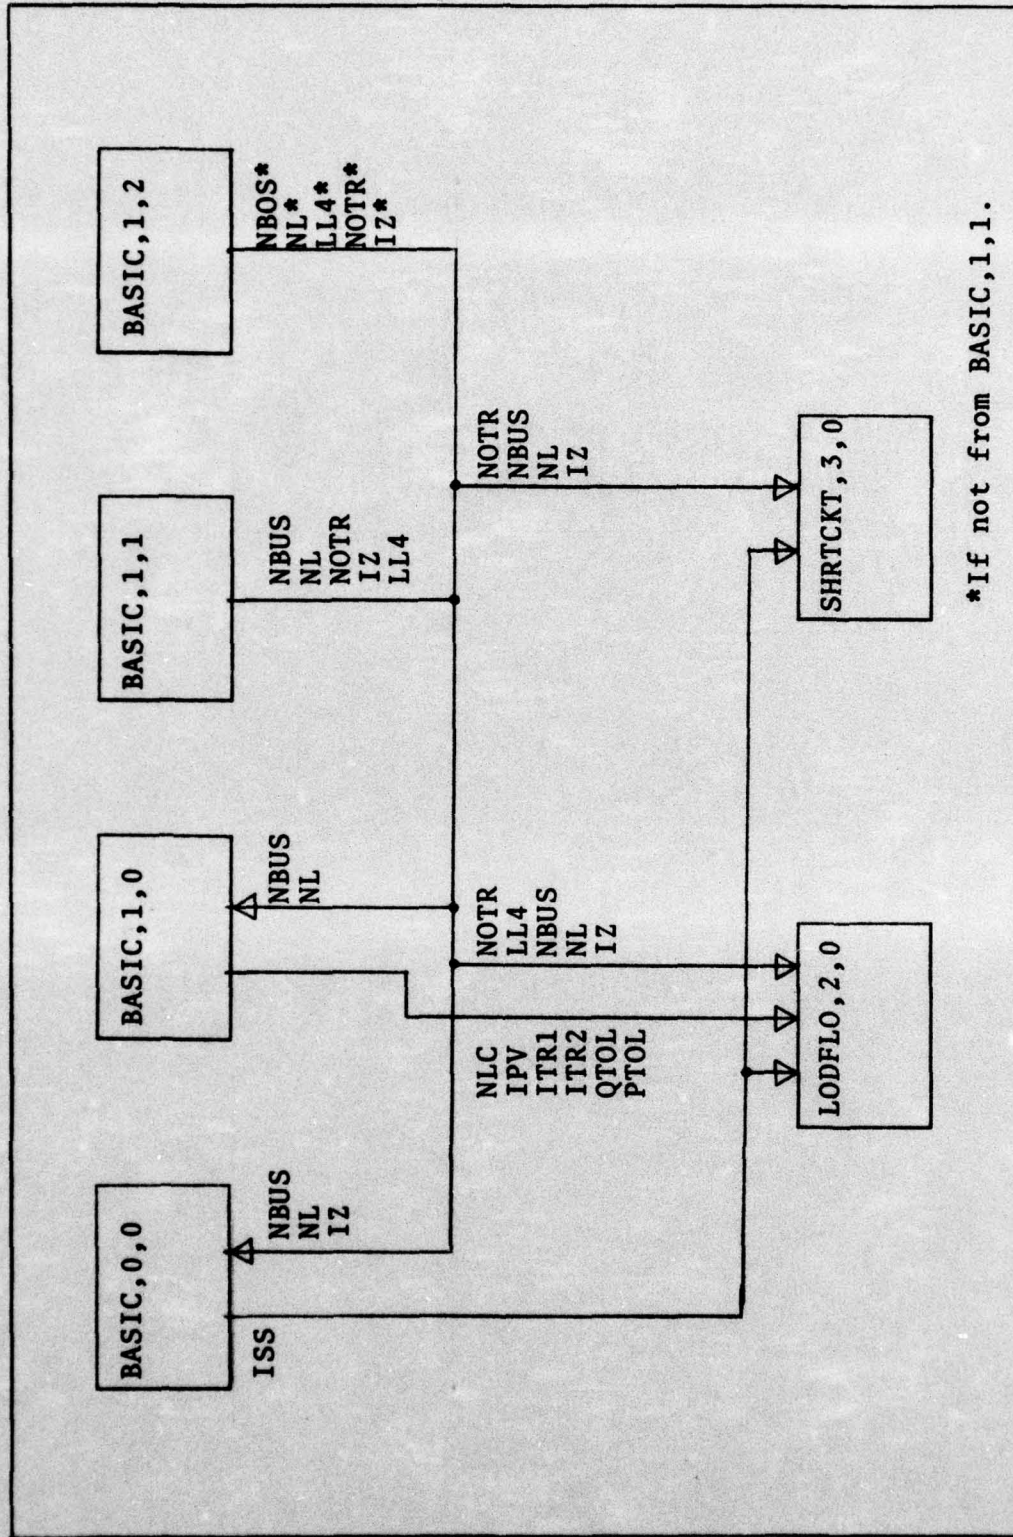 BASIC,0,0
BASIC,1,0
BASIC,1,1
BASIC,1,2
ISS
NBUS
NL
IZ
NBUS
NL
NBUS
NL
NOTR
IZ
LL4
NBOS*
NL*
LL4*
NOTR*
IZ*
NLC
IPV
ITR1
ITR2
QTOL
PTOL
NOTR
LL4
NBUS
NL
IZ
NOTR
NBUS
NL
IZ
LODFLO,2,0
SHRTCKT,3,0
*If not from BASIC,1,1.